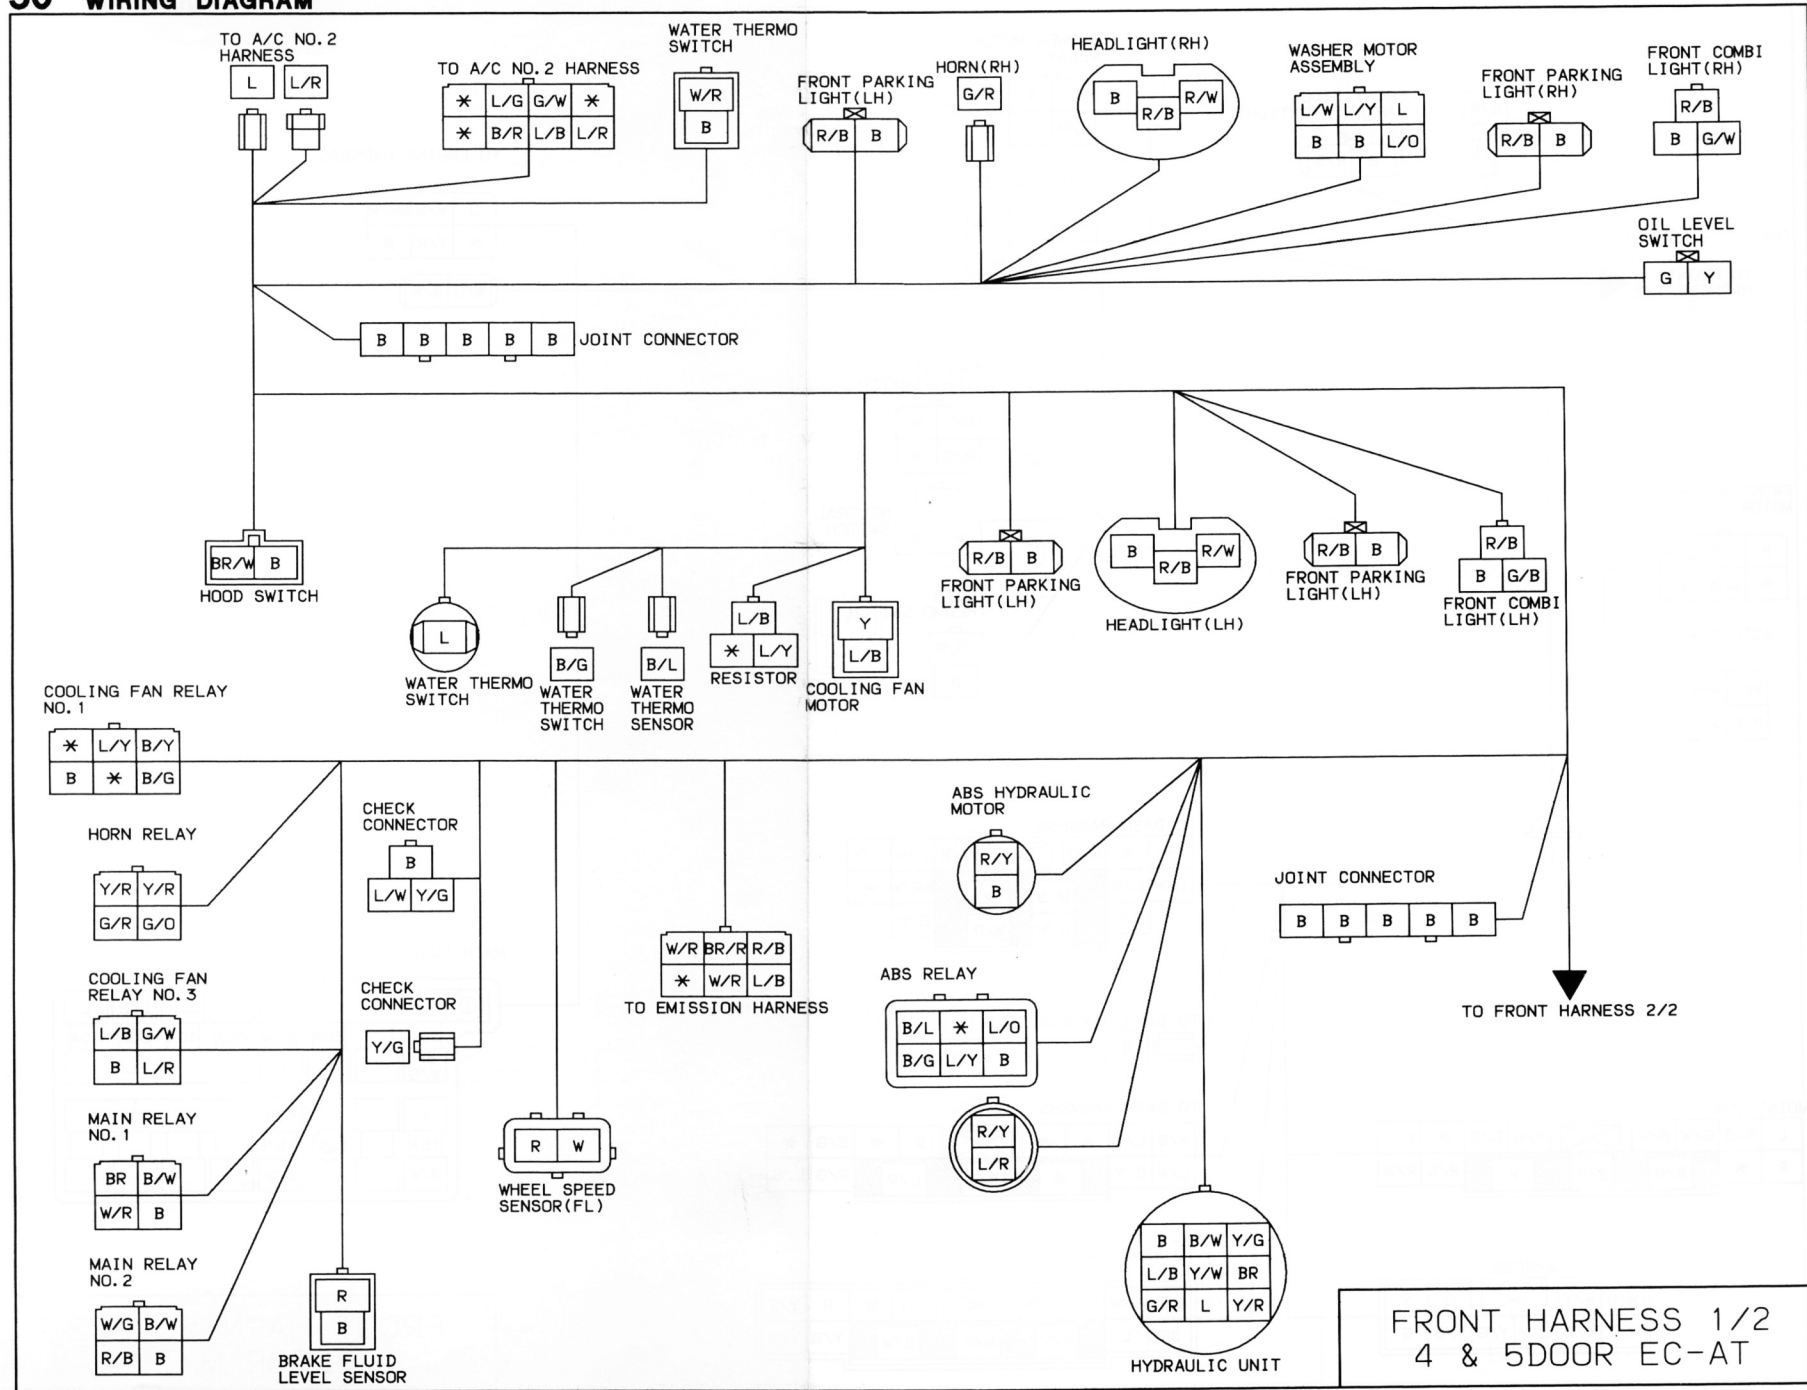 WIRING DIAGRAM
TO A/C NO.2
HARNESS
L
L/R
TO A/C NO.2 HARNESS
* L/G G/W *
* B/R L/B L/R
WATER THERMO
SWITCH
W/R
B
FRONT PARKING
LIGHT(LH)
R/B B
HORN(RH)
G/R
HEADLIGHT(RH)
B R/B R/W
WASHER MOTOR
ASSEMBLY
L/W L/Y L
B B L/O
FRONT PARKING
LIGHT(RH)
R/B B
FRONT COMBI
LIGHT(RH)
R/B
B G/W
OIL LEVEL
SWITCH
G Y
B B B B B JOINT CONNECTOR
BR/W B
HOOD SWITCH
L
WATER THERMO
SWITCH
B/G
WATER
THERMO
SWITCH
B/L
WATER
THERMO
SENSOR
L/B
* L/Y
RESISTOR
Y
L/B
COOLING FAN
MOTOR
R/B B
FRONT PARKING
LIGHT(LH)
B R/B R/W
HEADLIGHT(LH)
R/B B
FRONT PARKING
LIGHT(LH)
R/B
B G/B
FRONT COMBI
LIGHT(LH)
COOLING FAN RELAY
NO.1
* L/Y B/Y
B * B/G
HORN RELAY
Y/R Y/R
G/R G/O
COOLING FAN
RELAY NO.3
L/B G/W
B L/R
MAIN RELAY
NO.1
BR B/W
W/R B
MAIN RELAY
NO.2
W/G B/W
R/B B
CHECK
CONNECTOR
B
L/W Y/G
CHECK
CONNECTOR
Y/G
R
B
BRAKE FLUID
LEVEL SENSOR
R W
WHEEL SPEED
SENSOR(FL)
W/R BR/R R/B
* W/R L/B
TO EMISSION HARNESS
ABS HYDRAULIC
MOTOR
R/Y
B
ABS RELAY
B/L * L/O
B/G L/Y B
R/Y
L/R
B B/W Y/G
L/B Y/W BR
G/R L Y/R
HYDRAULIC UNIT
JOINT CONNECTOR
B B B B B
TO FRONT HARNESS 2/2
FRONT HARNESS 1/2
4 & 5DOOR EC-AT